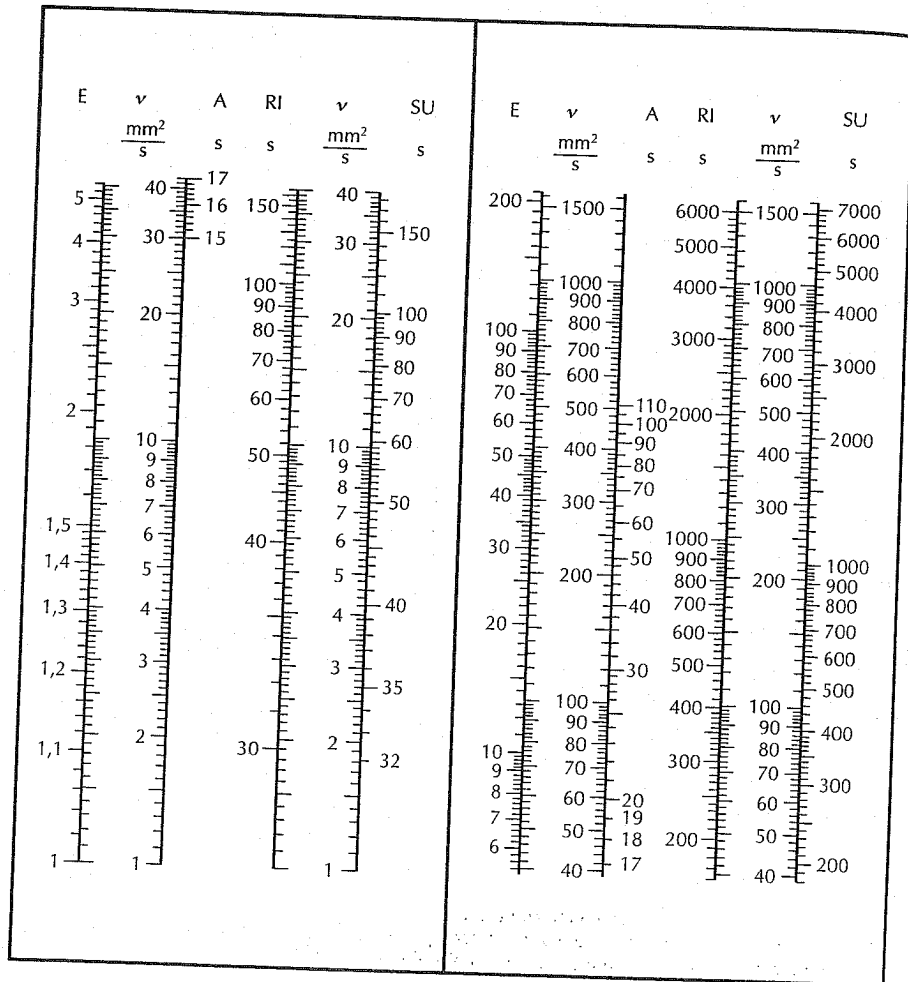 E ν A RI ν SU
mm²/s s s mm²/s s
5 40 17 150 40 150
4 30 16 100 30 100
3 20 15 90 20 90
2 10 80 10 80
1,5 9 70 9 70
1,4 8 60 8 60
1,3 7 50 7 50
1,2 6 40 6 40
1,1 5 30 5 35
1 4 4 32
3 3
2 2
1 1
E ν A RI ν SU
mm²/s s s mm²/s s
200 1500 110 6000 1500 7000
100 1000 100 5000 1000 6000
90 900 90 4000 900 5000
80 800 80 3000 800 4000
70 700 70 2000 700 3000
60 600 60 1000 600 2000
50 500 50 900 500 1000
40 400 40 800 400 900
30 300 30 700 300 800
20 200 20 600 200 700
10 100 19 500 100 600
9 90 18 400 90 500
8 80 17 300 80 400
7 70 200 70 300
6 60 60 200
50 50
40 40